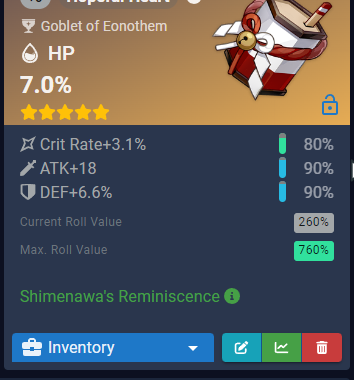 Goblet of Eonothem
HP
7.0%
Crit Rate+3.1% 80%
ATK+18 90%
DEF+6.6% 90%
Current Roll Value 260%
Max. Roll Value 760%
Shimenawa's Reminiscence
Inventory